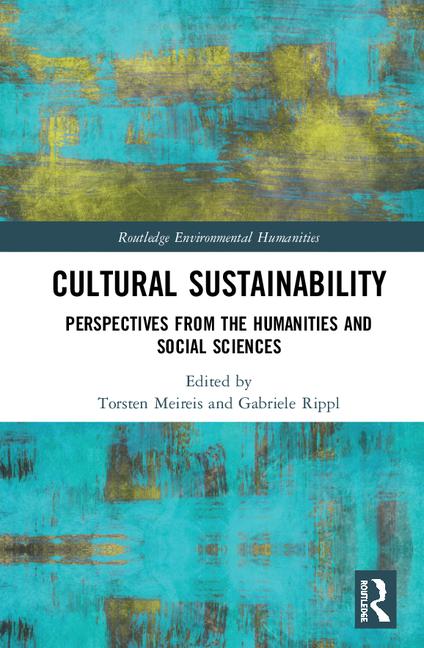 Routledge Environmental Humanities
CULTURAL SUSTAINABILITY
PERSPECTIVES FROM THE HUMANITIES AND
SOCIAL SCIENCES
Edited by
Torsten Meireis and Gabriele Rippl
ROUTLEDGE